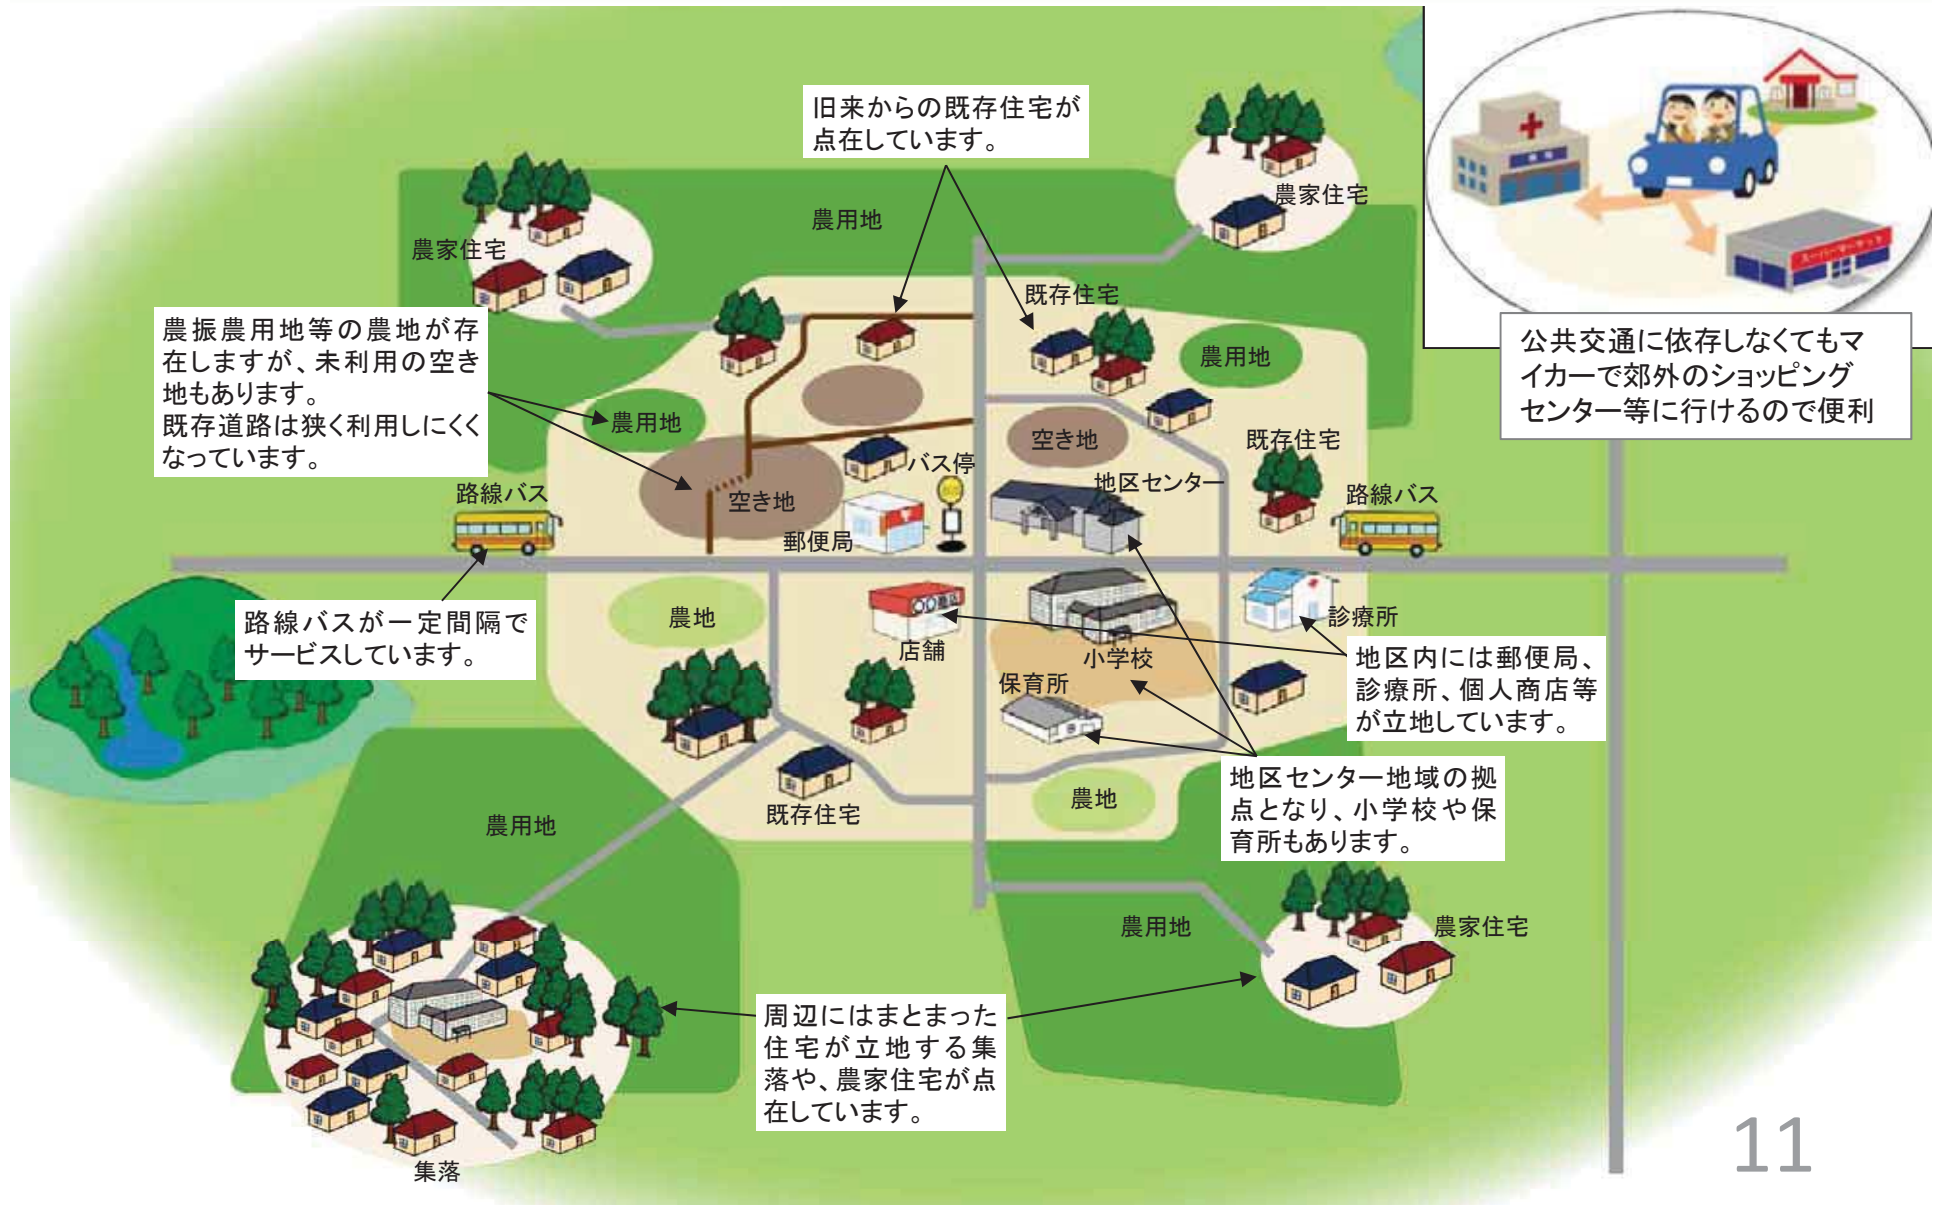 旧来からの既存住宅が
点在しています。
農家住宅
農用地
農家住宅
スーパーマーケット
公共交通に依存しなくてもマ
イカーで郊外のショッピング
センター等に行けるので便利
農振農用地等の農地が存
在しますが、未利用の空き
地もあります。
既存道路は狭く利用しにくく
なっています。
既存住宅
農用地
農用地
空き地
既存住宅
バス停
地区センター
路線バス
空き地
路線バス
郵便局
路線バスが一定間隔で
サービスしています。
農地
店舗
小学校
診療所
保育所
地区内には郵便局、
診療所、個人商店等
が立地しています。
地区センター地域の拠
点となり、小学校や保
育所もあります。
農地
既存住宅
農用地
農用地
農家住宅
周辺にはまとまった
住宅が立地する集
落や、農家住宅が点
在しています。
集落
11